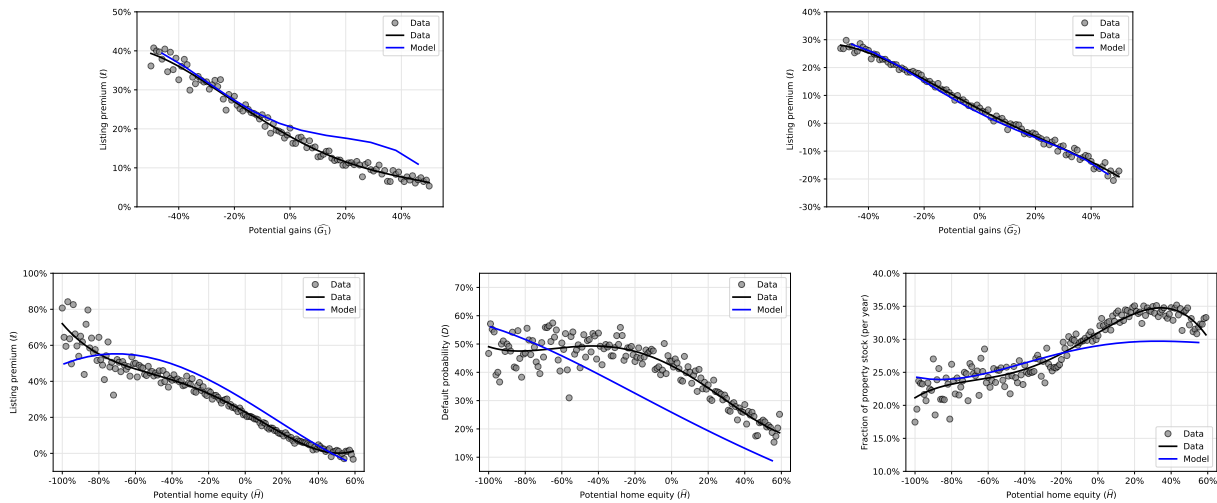 50%
40%
30%
20%
10%
0%
Listing premium (ℓ)
-40%
-20%
0%
20%
40%
Potential gains (Ĝ₁)
Data
Data
Model
40%
30%
20%
10%
0%
-10%
-20%
-30%
Listing premium (ℓ)
-40%
-20%
0%
20%
40%
Potential gains (Ĝ₂)
Data
Data
Model
100%
80%
60%
40%
20%
0%
Listing premium (ℓ)
-100%
-80%
-60%
-40%
-20%
0%
20%
40%
60%
Potential home equity (Ĥ)
Data
Data
Model
70%
60%
50%
40%
30%
20%
10%
Default probability (D)
-100%
-80%
-60%
-40%
-20%
0%
20%
40%
60%
Potential home equity (Ĥ)
Data
Data
Model
40.0%
35.0%
30.0%
25.0%
20.0%
15.0%
10.0%
Fraction of property stock (per year)
-100%
-80%
-60%
-40%
-20%
0%
20%
40%
60%
Potential home equity (Ĥ)
Data
Data
Model